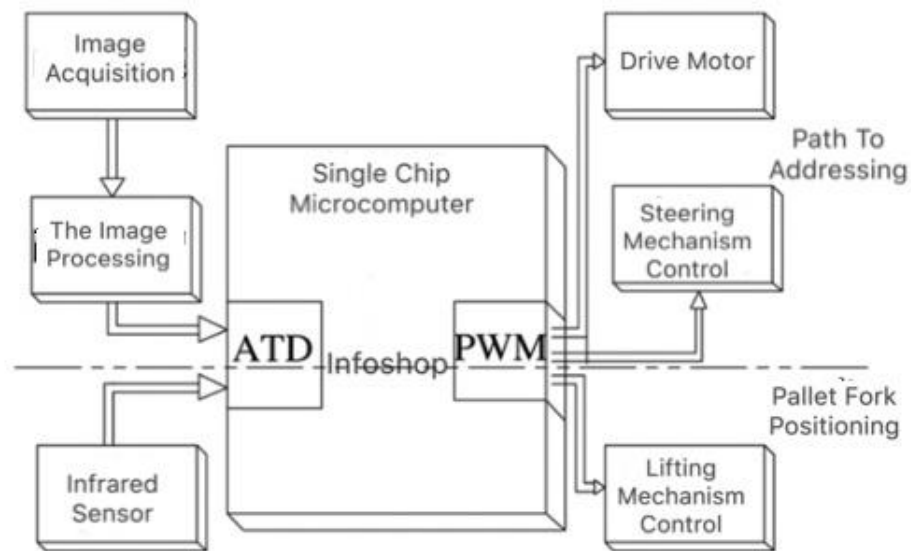 Image
Acquisition
The Image
Processing
Infrared
Sensor
Single Chip
Microcomputer
ATD
Infoshop
PWM
Drive Motor
Steering
Mechanism
Control
Lifting
Mechanism
Control
Path To
Addressing
Pallet Fork
Positioning